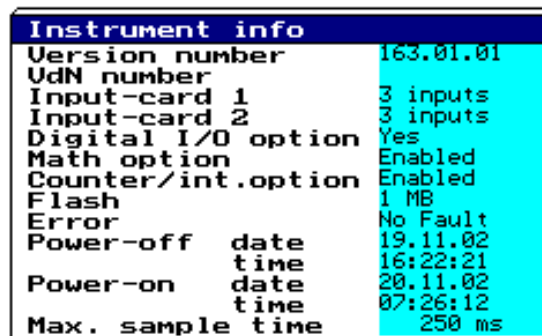 Instrument info
Version number 163.01.01
VdN number
Input-card 1 3 inputs
Input-card 2 3 inputs
Digital I/O option Yes
Math option Enabled
Counter/int.option Enabled
Flash 1 MB
Error No Fault
Power-off date 19.11.02
time 16:22:21
Power-on date 20.11.02
time 07:26:12
Max. sample time 250 ms